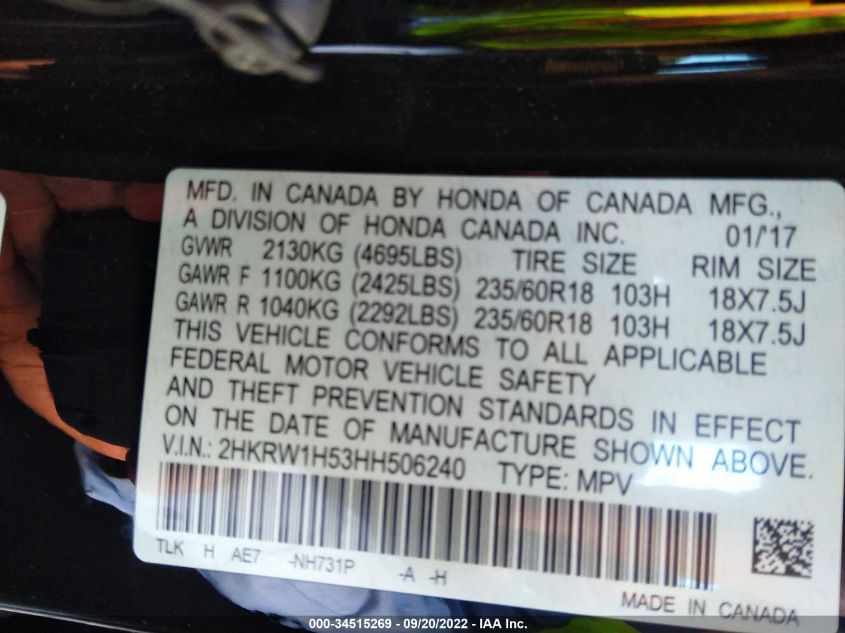 MFD. IN CANADA BY HONDA OF CANADA MFG.,
A DIVISION OF HONDA CANADA INC. 01/'17
GVWR 2130KG (4695LBS) TIRE SIZE RIM SIZE
GAWR F 1100KG (2425LBS) 235/60R18 103H 18X7.5J
GAWR R 1040KG (2292LBS) 235/60R18 103H 18X7.5J
THIS VEHICLE CONFORMS TO ALL APPLICABLE
FEDERAL MOTOR VEHICLE SAFETY
AND THEFT PREVENTION STANDARDS IN EFFECT
ON THE DATE OF MANUFACTURE SHOWN ABOVE.
V.I.N.: 2HKRW1H53HH506240 TYPE: MPV
TLK H AE7 -NH731P -A -H
MADE IN CANADA
000-34515269 - 09/20/2022 - IAA Inc.